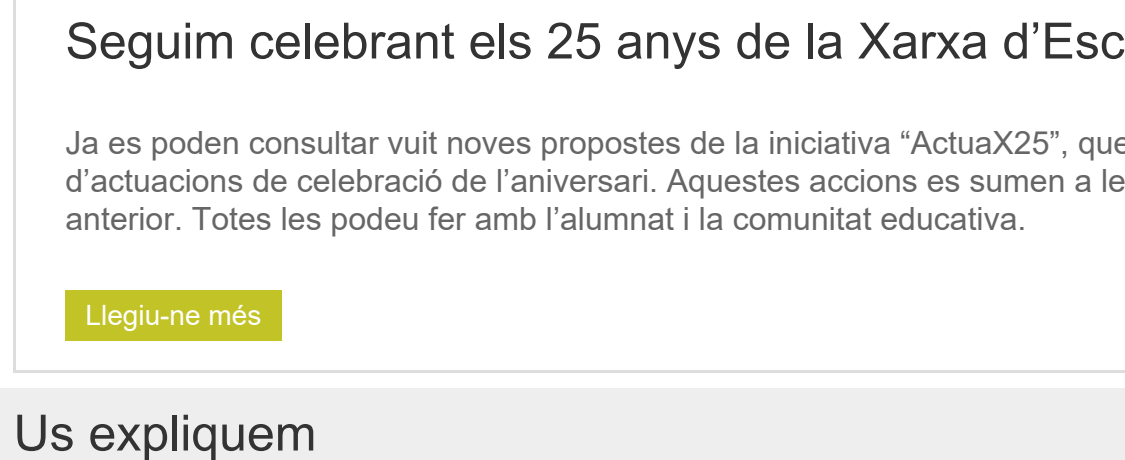 Seguim celebrant els 25 anys de la Xarxa d’Esc
Ja es poden consultar vuit noves propostes de la iniciativa “ActuaX25”, que
d’actuacions de celebració de l’aniversari. Aquestes accions es sumen a le
anterior. Totes les podeu fer amb l’alumnat i la comunitat educativa.
Llegiu-ne més
Us expliquem